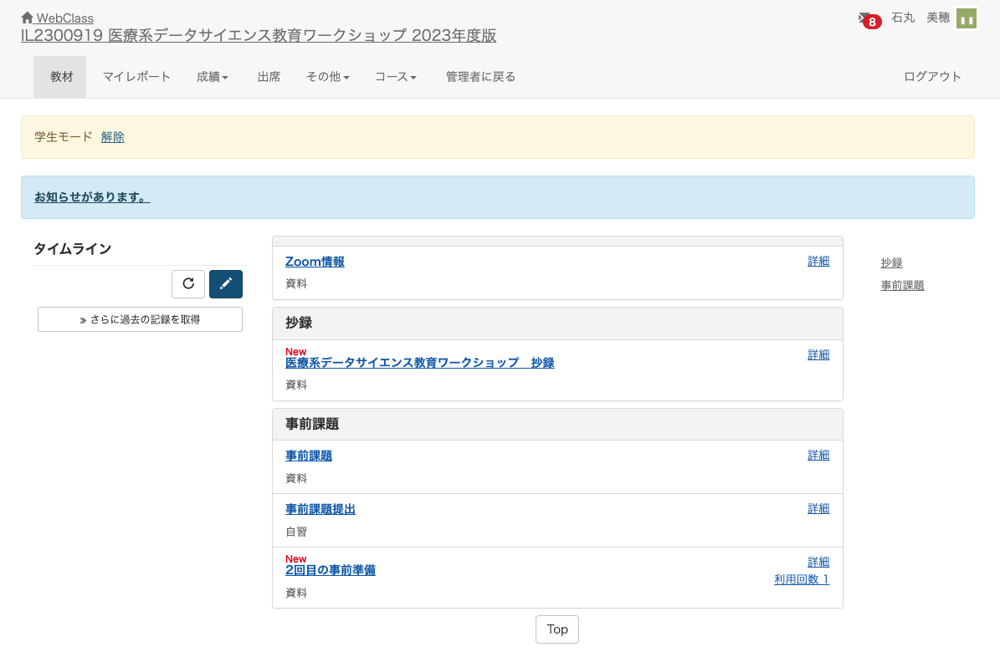 WebClass
8 石丸 美穂
IL2300919 医療系データサイエンス教育ワークショップ 2023年度版
教材 マイレポート 成績 出席 その他 コース 管理者に戻る ログアウト
学生モード 解除
お知らせがあります。
タイムライン
» さらに過去の記録を取得
Zoom情報 詳細
資料
抄録
New
医療系データサイエンス教育ワークショップ 抄録 詳細
資料
事前課題
事前課題 詳細
資料
事前課題提出 詳細
自習
New
2回目の事前準備 詳細
利用回数 1
資料
Top
抄録
事前課題